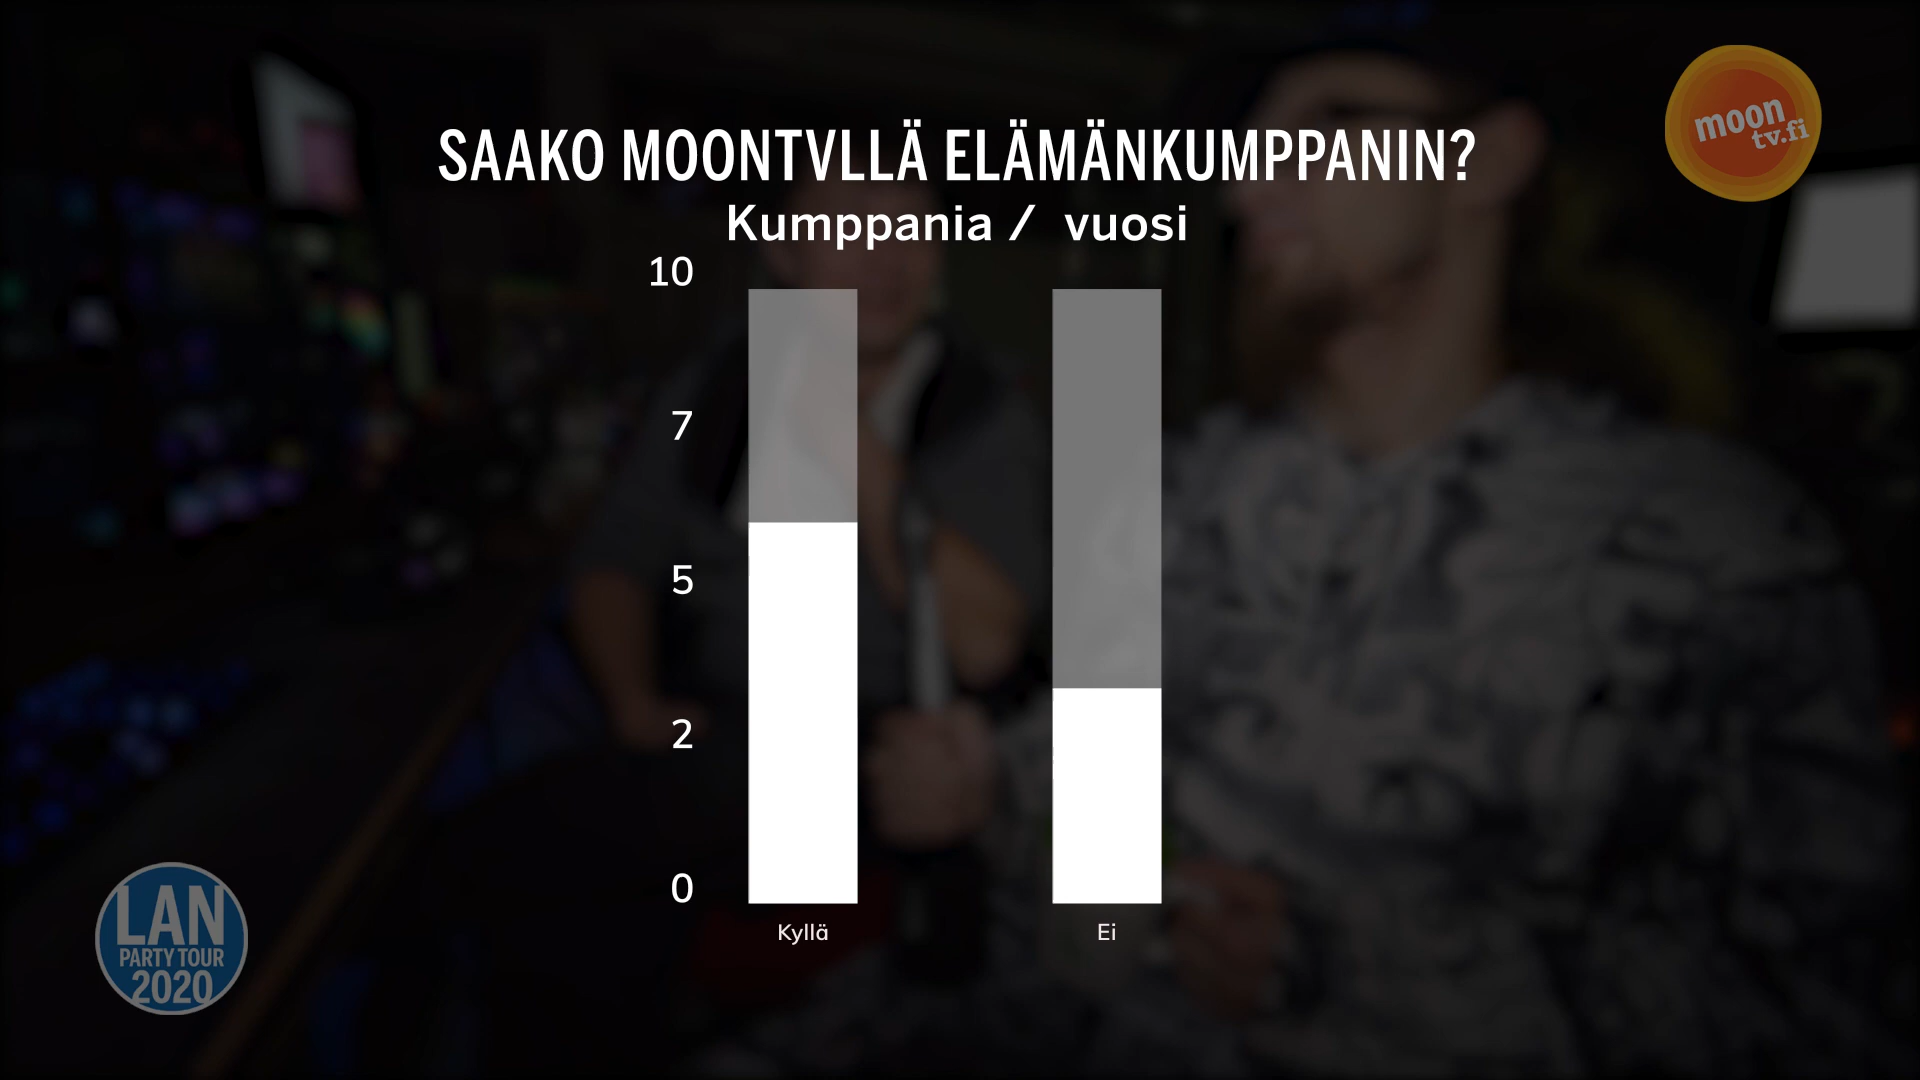 moon
tv.fi
SAAKO MOONTVLLÄ ELÄMÄNKUMPPANIN?
Kumppania / vuosi
10
7
5
2
0
Kyllä
Ei
LAN
PARTY TOUR
2020